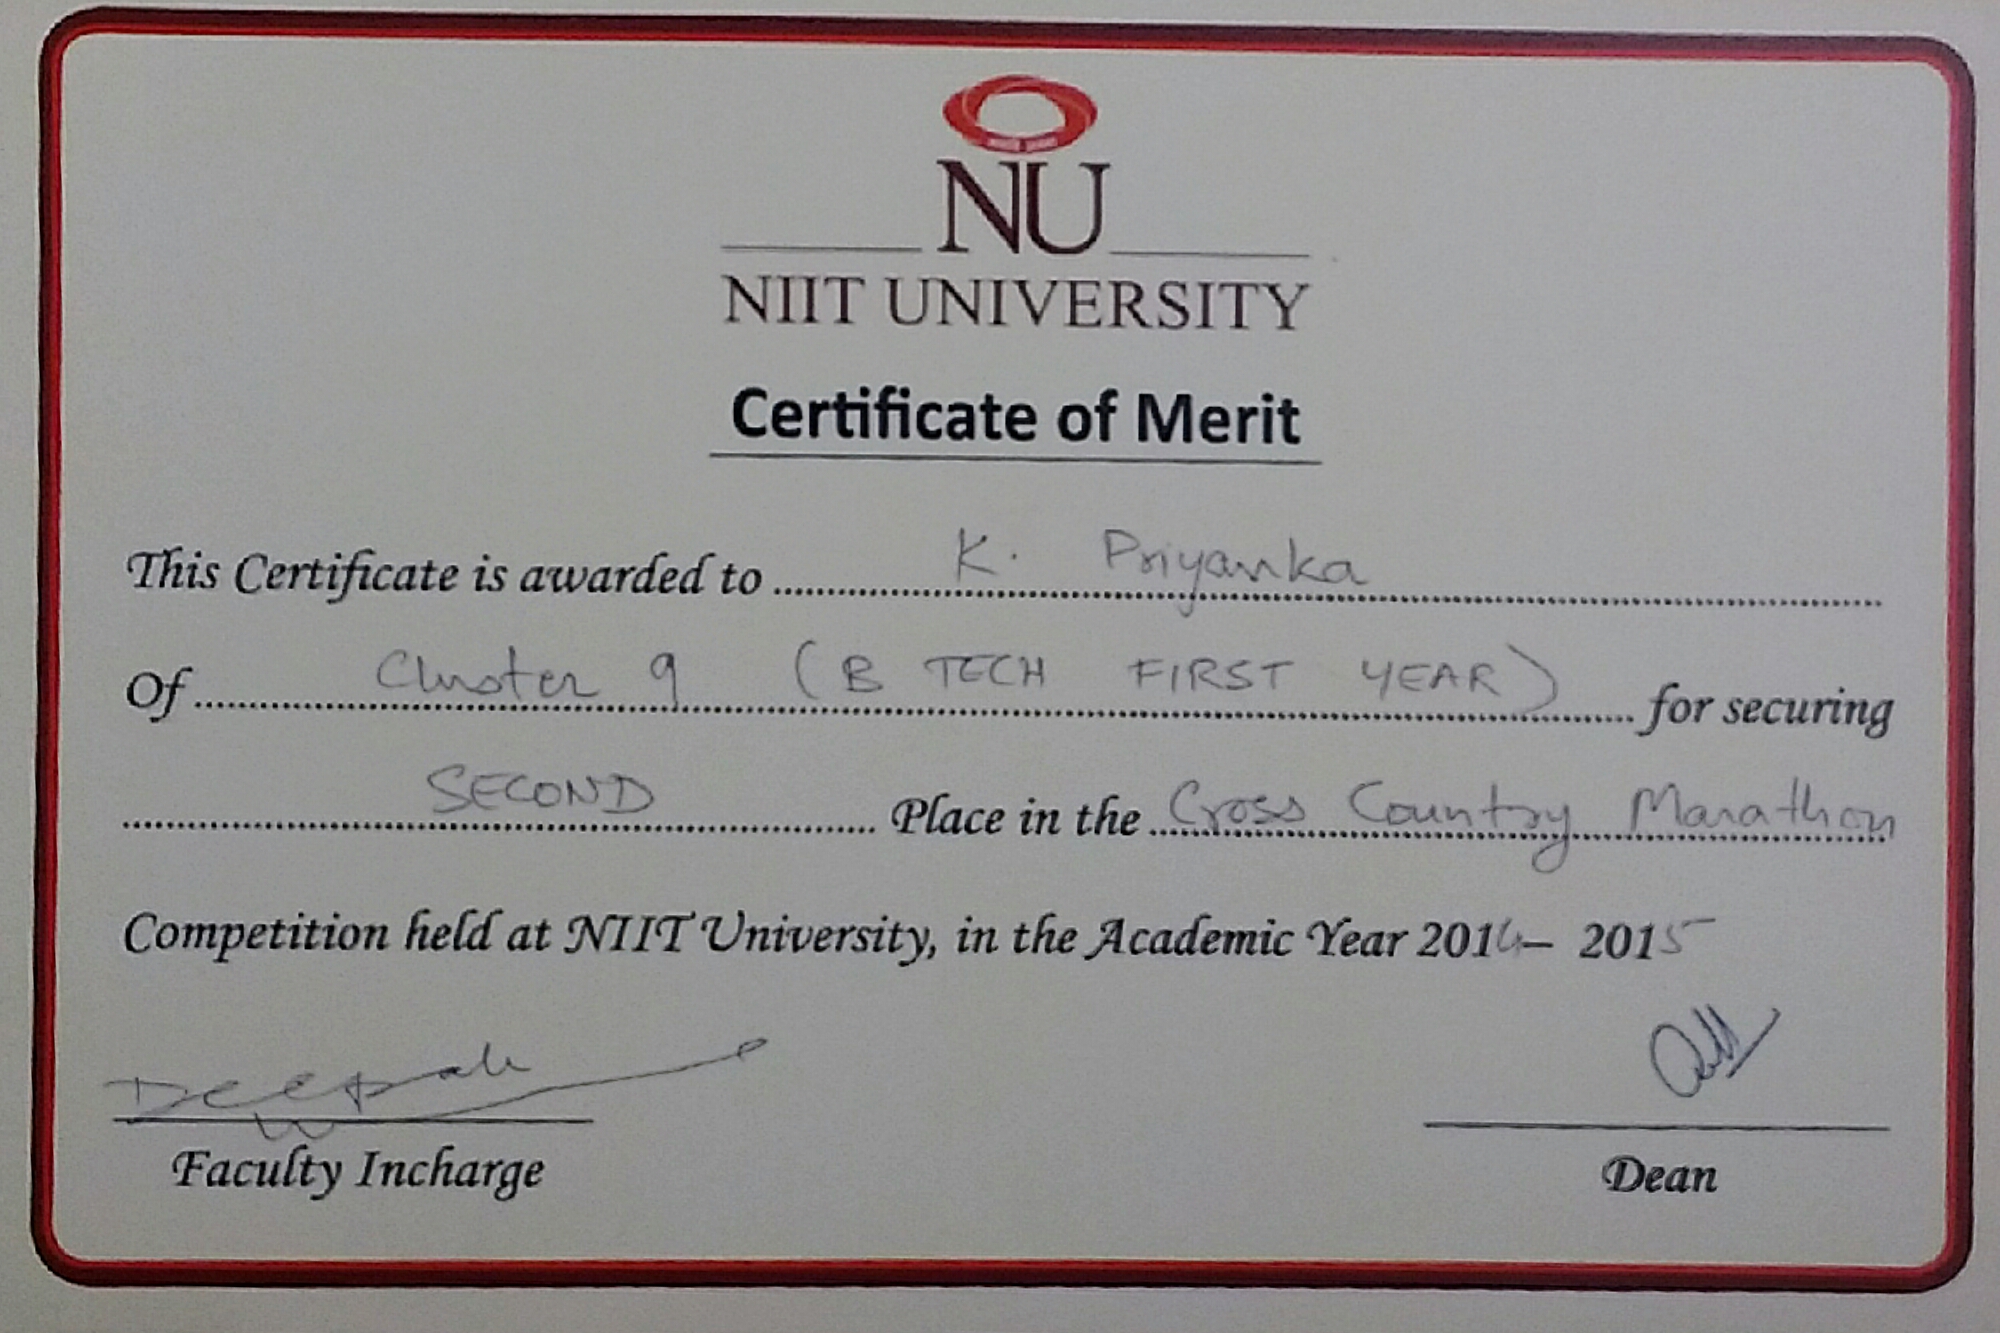 NU
NIIT UNIVERSITY
Certificate of Merit
This Certificate is awarded to ........ K. Priyanka ........
Of ........ Cluster 9 (B TECH FIRST YEAR) ........ for securing
........ SECOND ........ Place in the ........ Cross Country Marathon
Competition held at NIIT University, in the Academic Year 2014– 2015
Deepak
Faculty Incharge
Dean